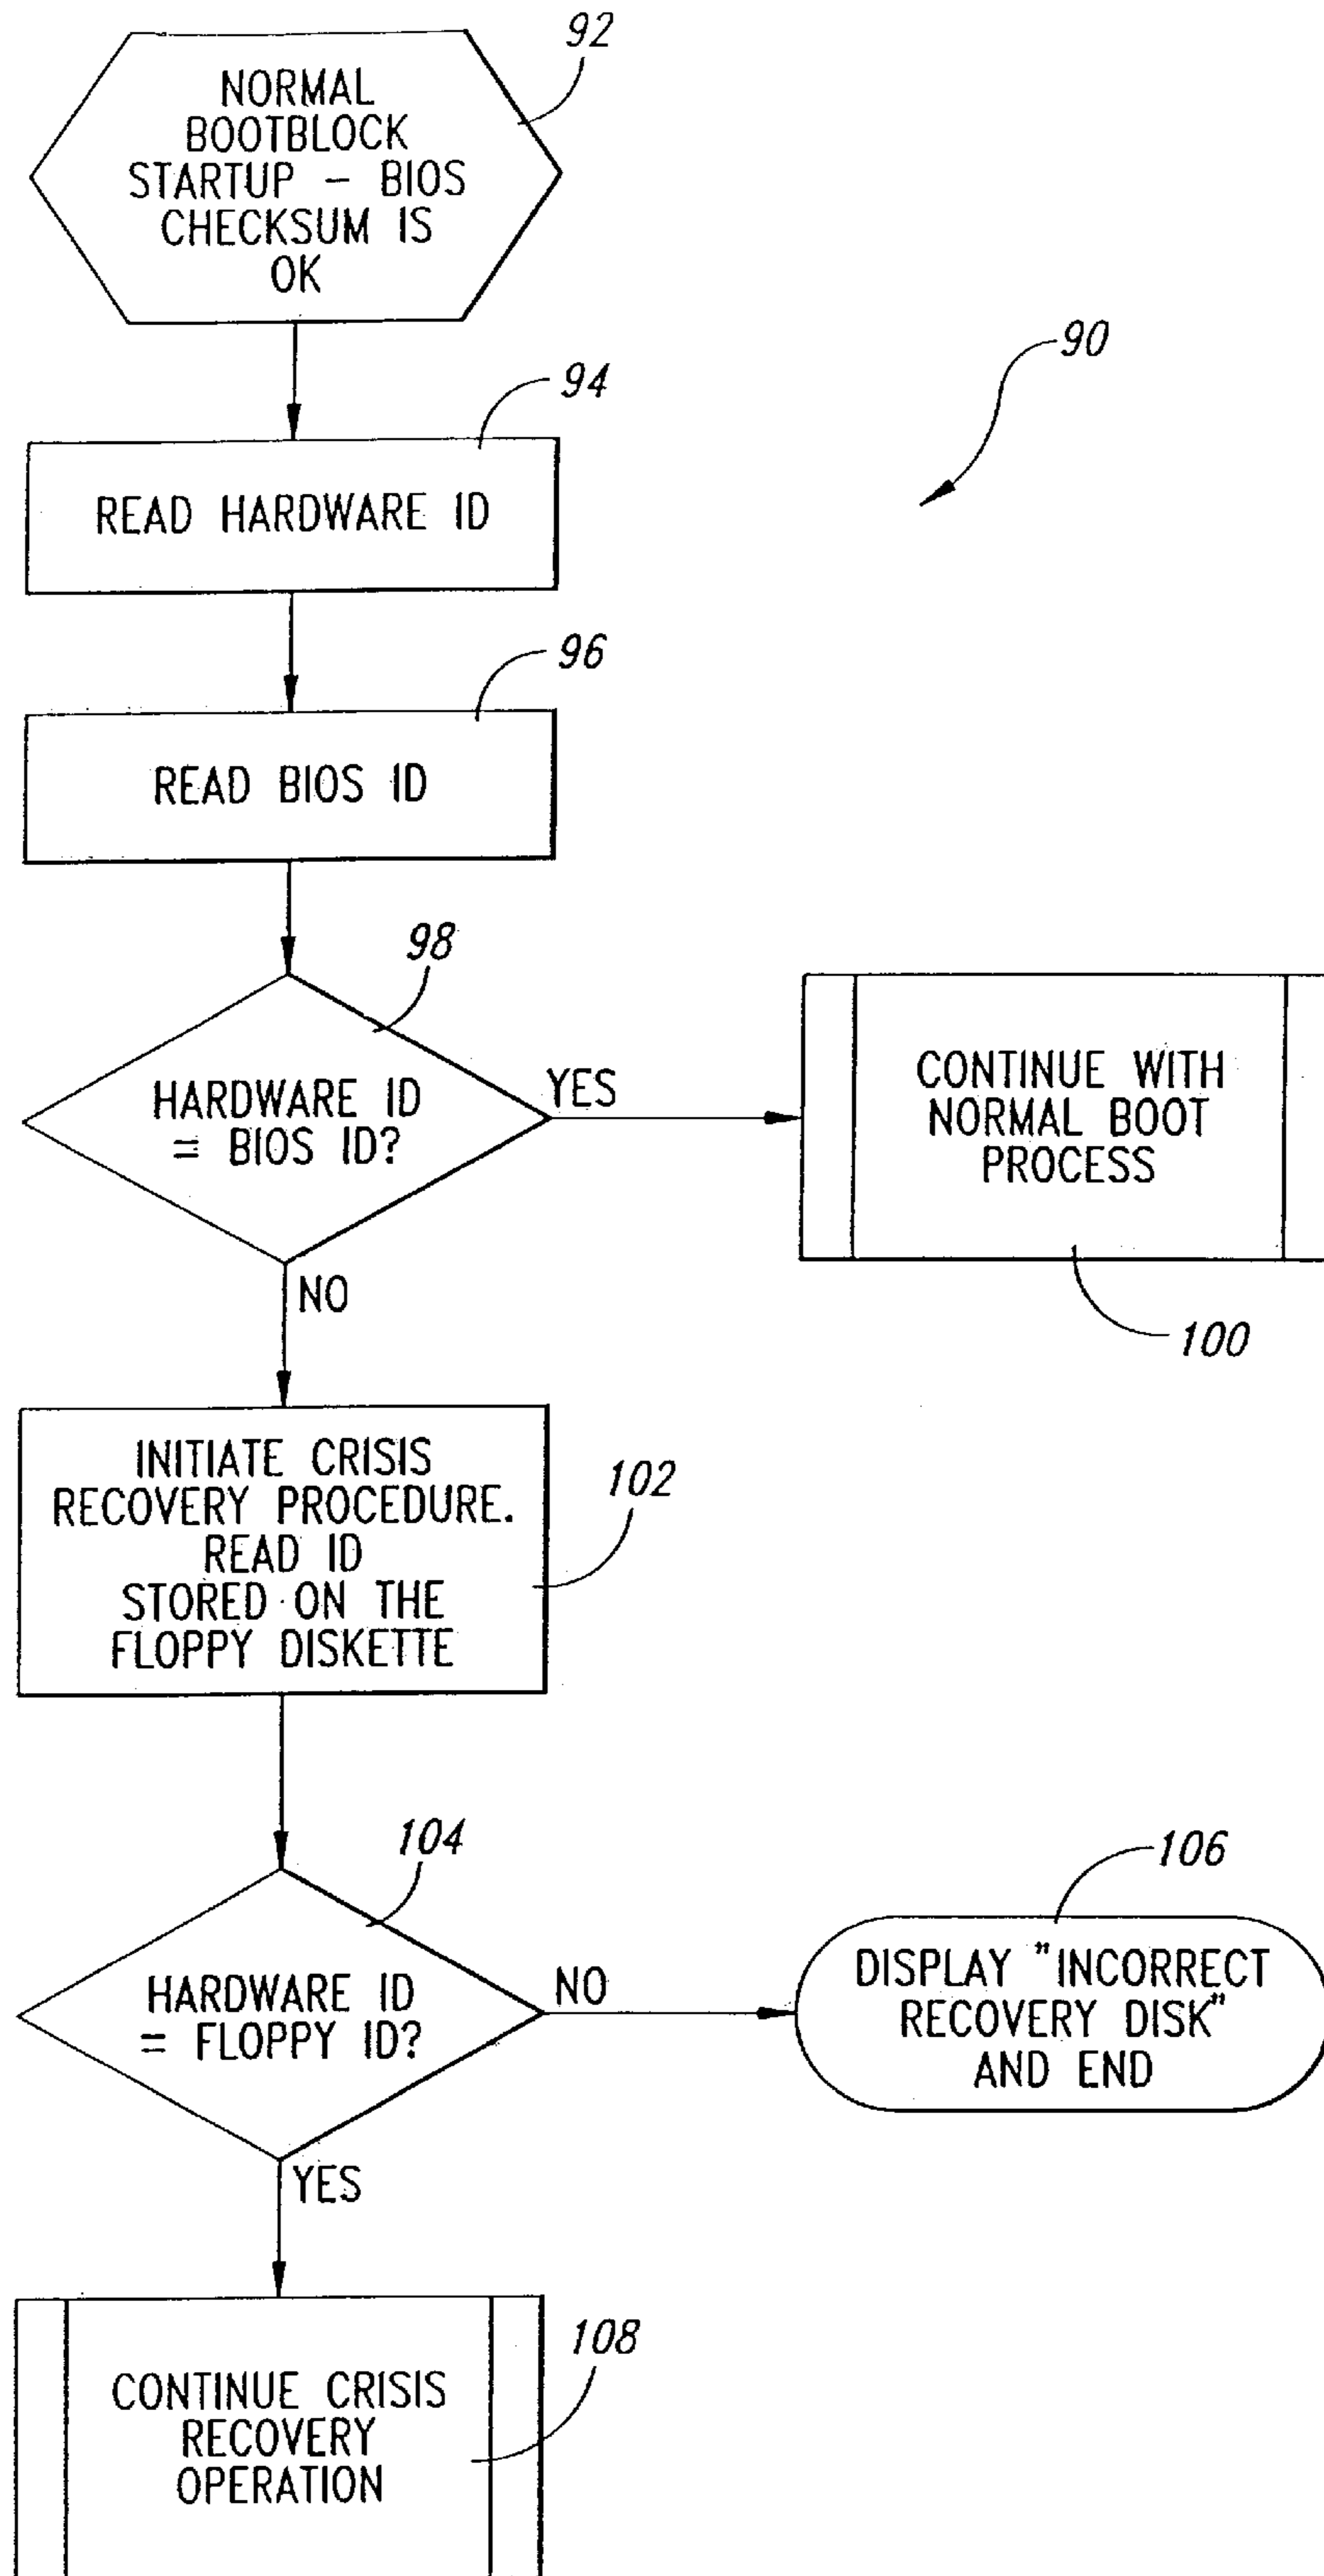 92
NORMAL
BOOTBLOCK
STARTUP - BIOS
CHECKSUM IS
OK
90
94
READ HARDWARE ID
96
READ BIOS ID
98
HARDWARE ID
= BIOS ID?
YES
CONTINUE WITH
NORMAL BOOT
PROCESS
100
NO
INITIATE CRISIS
RECOVERY PROCEDURE.
READ ID
STORED ON THE
FLOPPY DISKETTE
102
104
HARDWARE ID
= FLOPPY ID?
NO
106
DISPLAY "INCORRECT
RECOVERY DISK"
AND END
YES
CONTINUE CRISIS
RECOVERY
OPERATION
108